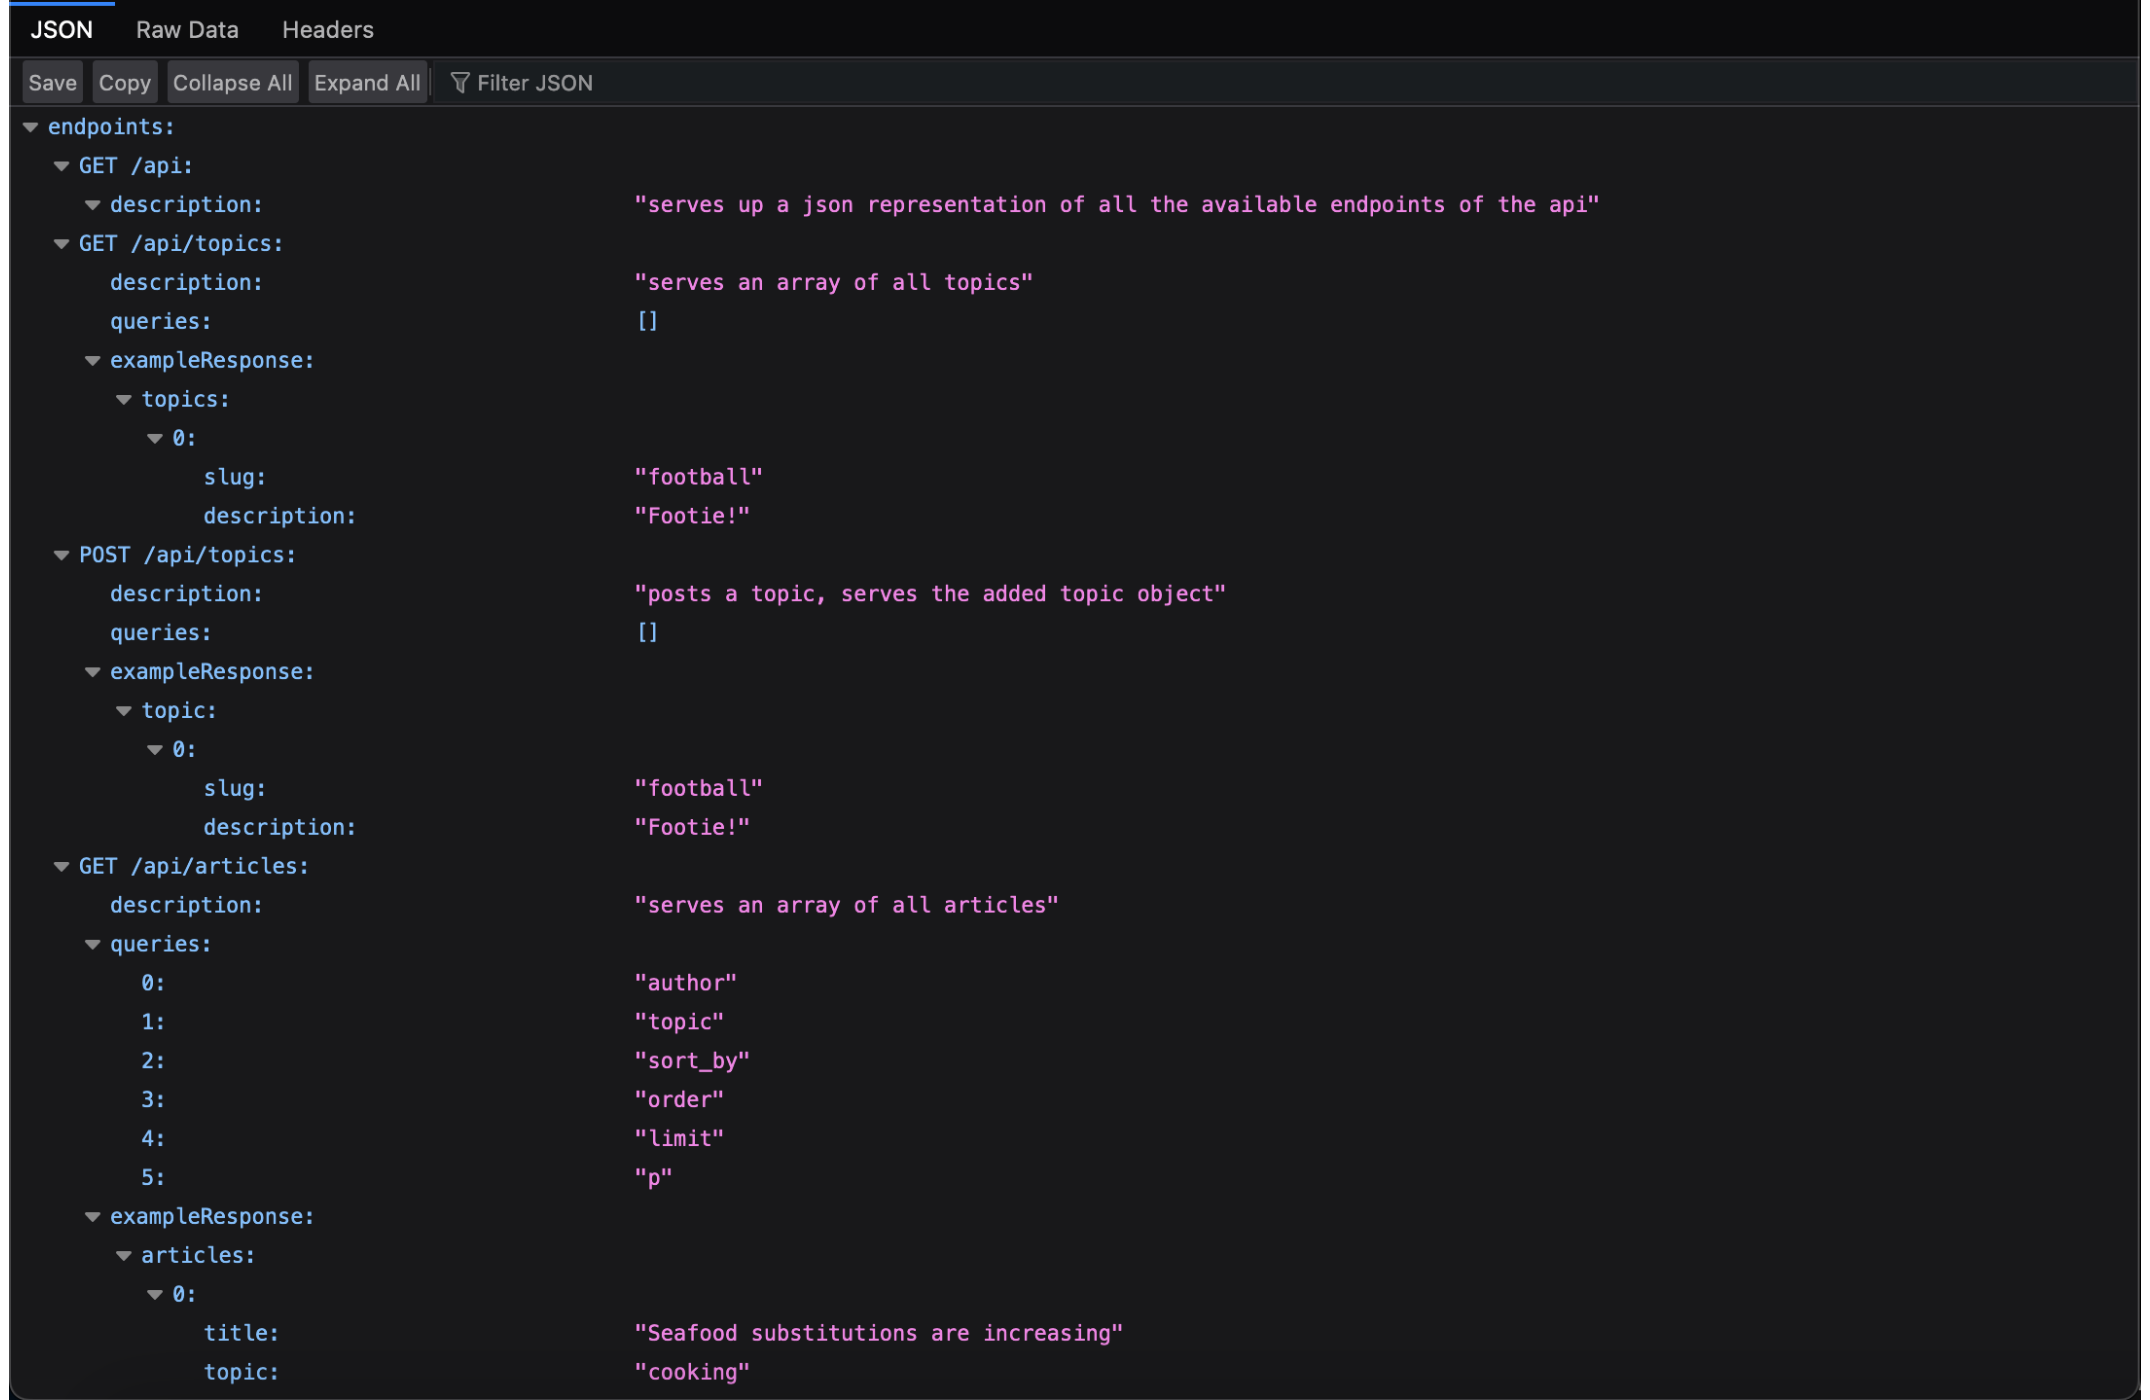 JSON Raw Data Headers
Save Copy Collapse All Expand All Filter JSON
endpoints:
GET /api:
description: "serves up a json representation of all the available endpoints of the api"
GET /api/topics:
description: "serves an array of all topics"
queries: []
exampleResponse:
topics:
0:
slug: "football"
description: "Footie!"
POST /api/topics:
description: "posts a topic, serves the added topic object"
queries: []
exampleResponse:
topic:
0:
slug: "football"
description: "Footie!"
GET /api/articles:
description: "serves an array of all articles"
queries:
0: "author"
1: "topic"
2: "sort_by"
3: "order"
4: "limit"
5: "p"
exampleResponse:
articles:
0:
title: "Seafood substitutions are increasing"
topic: "cooking"